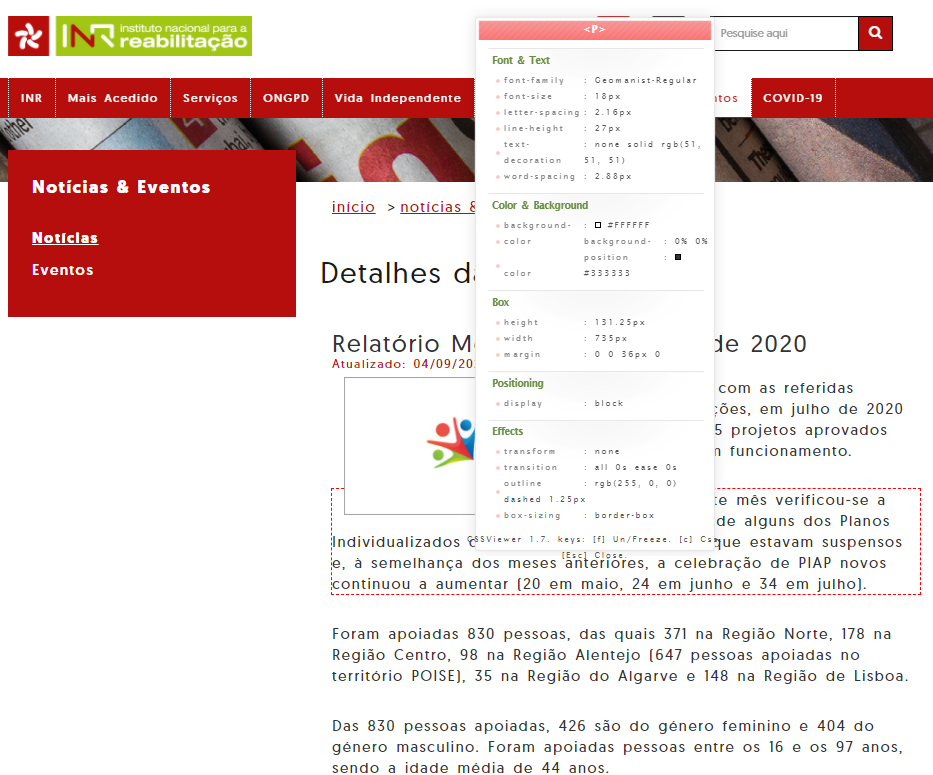 instituto nacional para a
INR reabilitação
Pesquise aqui
INR Mais Acedido Serviços ONGPD Vida Independente ntos COVID-19
Notícias & Eventos
Notícias
Eventos
início > notícias &
Detalhes d
Relatório M de 2020
Atualizado: 04/09/20
com as referidas
ções, em julho de 2020
5 projetos aprovados
m funcionamento.
te mês verificou-se a
de alguns dos Planos
Individualizados que estavam suspensos
e, à semelhança dos meses anteriores, a celebração de PIAP novos
continuou a aumentar (20 em maio, 24 em junho e 34 em julho).
Foram apoiadas 830 pessoas, das quais 371 na Região Norte, 178 na
Região Centro, 98 na Região Alentejo (647 pessoas apoiadas no
território POISE), 35 na Região do Algarve e 148 na Região de Lisboa.
Das 830 pessoas apoiadas, 426 são do género feminino e 404 do
género masculino. Foram apoiadas pessoas entre os 16 e os 97 anos,
sendo a idade média de 44 anos.
<P>
Font & Text
font-family : Geomanist-Regular
font-size : 18px
letter-spacing : 2.16px
line-height : 27px
text- : none solid rgb(51,
decoration 51, 51)
word-spacing : 2.88px
Color & Background
background- : #FFFFFF
color background- : 0% 0%
position :
color #333333
Box
height : 131.25px
width : 735px
margin : 0 0 36px 0
Positioning
display : block
Effects
transform : none
transition : all 0s ease 0s
outline : rgb(255, 0, 0)
dashed 1.25px
box-sizing : border-box
CSSViewer 1.7. keys: [f] Un/Freeze. [c] Css.
[Esc] Close.